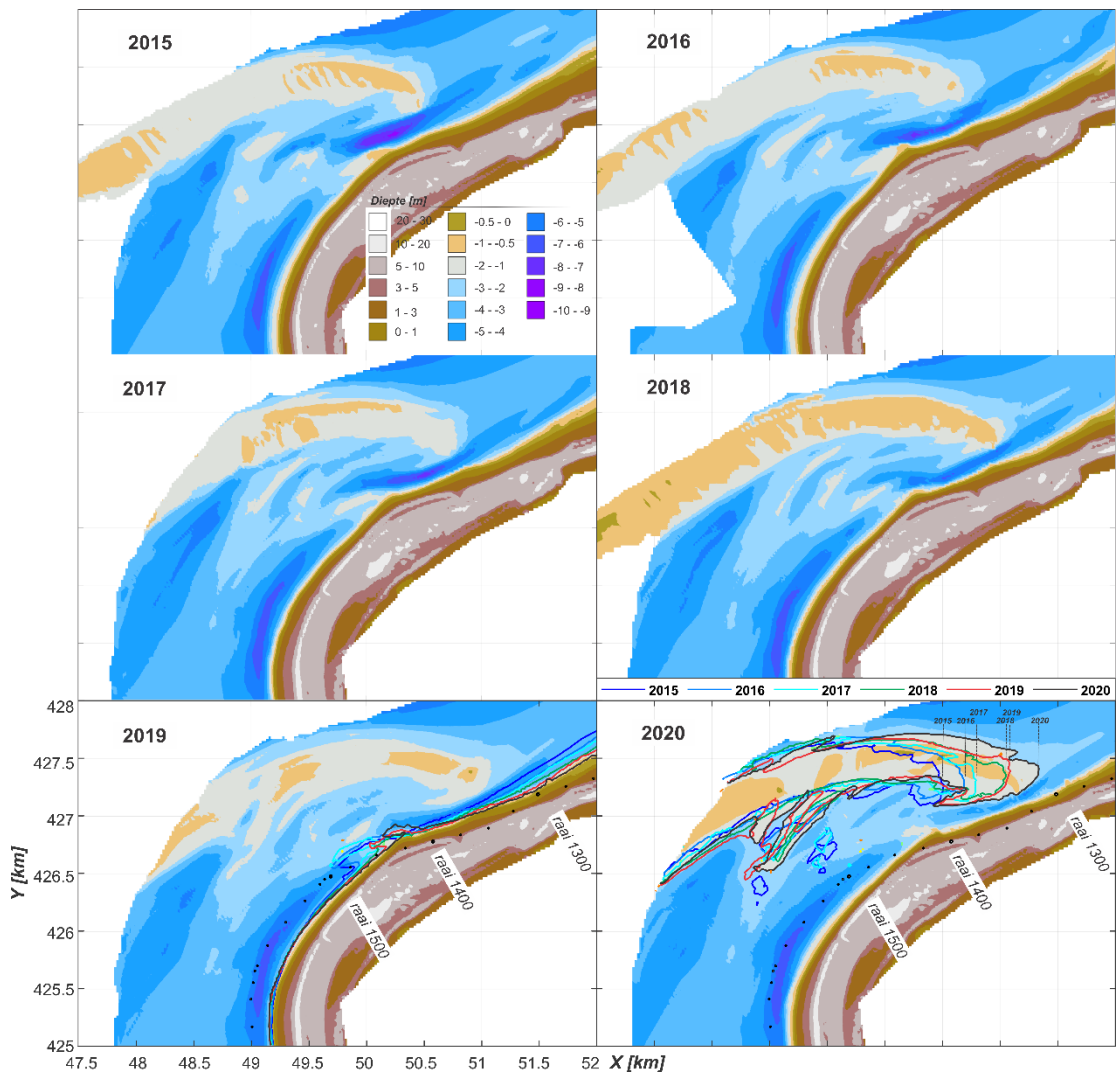 2015
2016
Diepte [m]
20 - 30
10 - 20
5 - 10
3 - 5
1 - 3
0 - 1
-0.5 - 0
-1 - -0.5
-2 - -1
-3 - -2
-4 - -3
-5 - -4
-6 - -5
-7 - -6
-8 - -7
-9 - -8
-10 - -9
2017
2018
2015 2016 2017 2018 2019 2020
2019
2020
2015 2016 2017 2018 2019 2020
428
427.5
427
426.5
426
425.5
425
Y [km]
raai 1300
raai 1400
raai 1500
raai 1300
raai 1400
raai 1500
47.5 48 48.5 49 49.5 50 50.5 51 51.5 52 X [km]